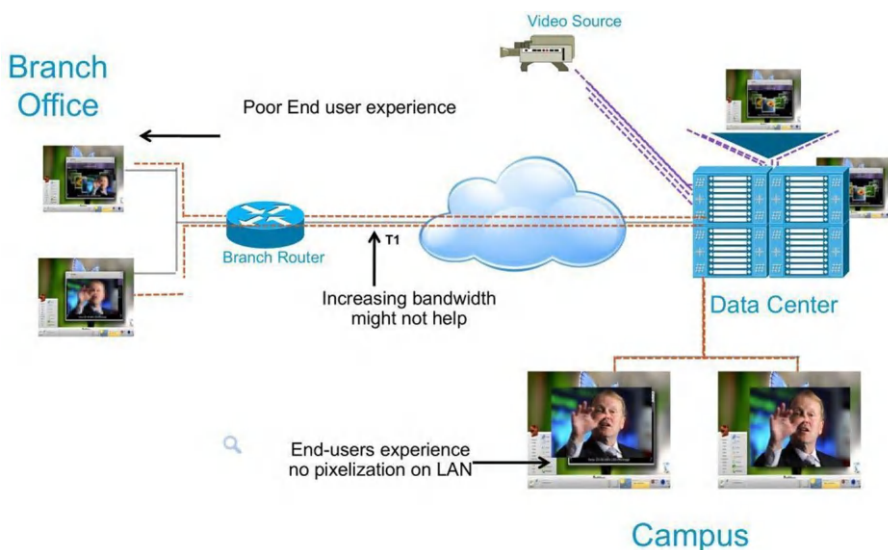 Video Source
Branch
Office
Poor End user experience
T1
Branch Router
Increasing bandwidth
might not help
Data Center
End-users experience
no pixelization on LAN
Campus